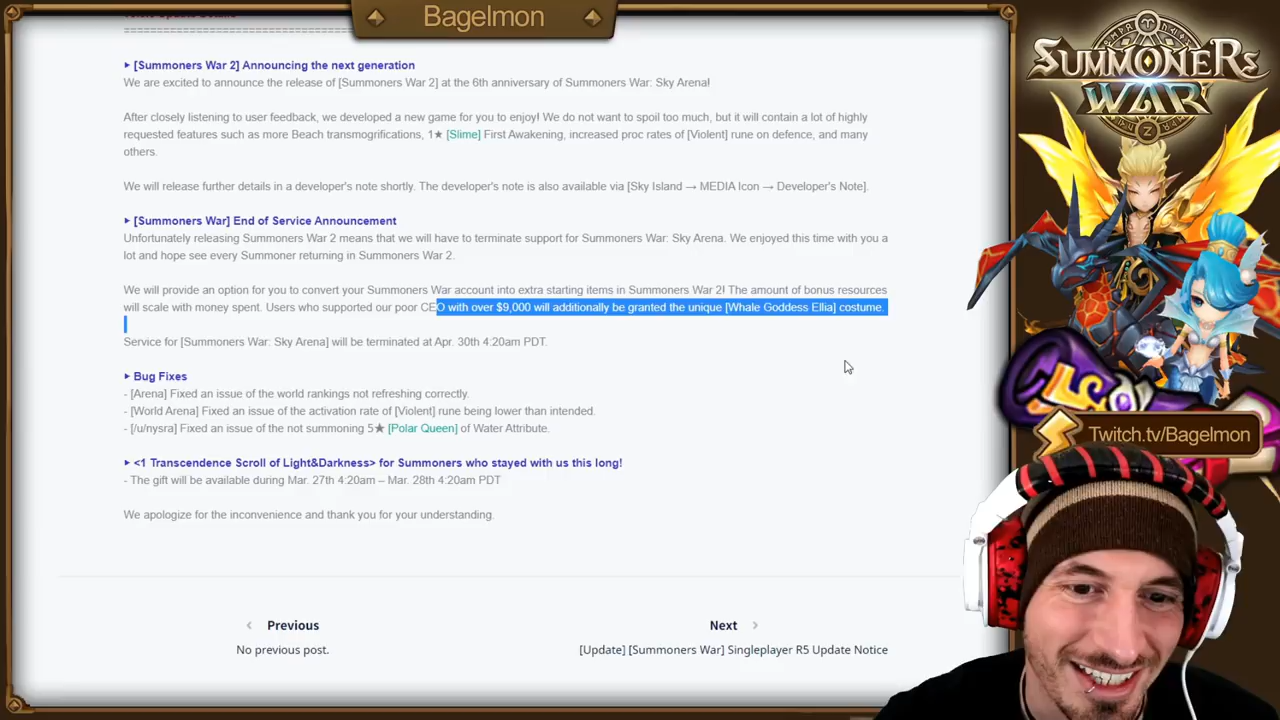 Bagelmon
▸ [Summoners War 2] Announcing the next generation
We are excited to announce the release of [Summoners War 2] at the 6th anniversary of Summoners War: Sky Arena!
After closely listening to user feedback, we developed a new game for you to enjoy! We do not want to spoil too much, but it will contain a lot of highly
requested features such as more Beach transmogrifications, 1★ [Slime] First Awakening, increased proc rates of [Violent] rune on defence, and many
others.
We will release further details in a developer's note shortly. The developer's note is also available via [Sky Island → MEDIA Icon → Developer's Note].
▸ [Summoners War] End of Service Announcement
Unfortunately releasing Summoners War 2 means that we will have to terminate support for Summoners War: Sky Arena. We enjoyed this time with you a
lot and hope see every Summoner returning in Summoners War 2.
We will provide an option for you to convert your Summoners War account into extra starting items in Summoners War 2! The amount of bonus resources
will scale with money spent. Users who supported our poor CEO with over $9,000 will additionally be granted the unique [Whale Goddess Ellia] costume.
Service for [Summoners War: Sky Arena] will be terminated at Apr. 30th 4:20am PDT.
▸ Bug Fixes
- [Arena] Fixed an issue of the world rankings not refreshing correctly.
- [World Arena] Fixed an issue of the activation rate of [Violent] rune being lower than intended.
- [/u/nysra] Fixed an issue of the not summoning 5★ [Polar Queen] of Water Attribute.
▸ <1 Transcendence Scroll of Light&Darkness> for Summoners who stayed with us this long!
- The gift will be available during Mar. 27th 4:20am – Mar. 28th 4:20am PDT
We apologize for the inconvenience and thank you for your understanding.
‹ Previous
No previous post.
Next ›
[Update] [Summoners War] Singleplayer R5 Update Notice
SUMMONERS
WAR
Twitch.tv/Bagelmon